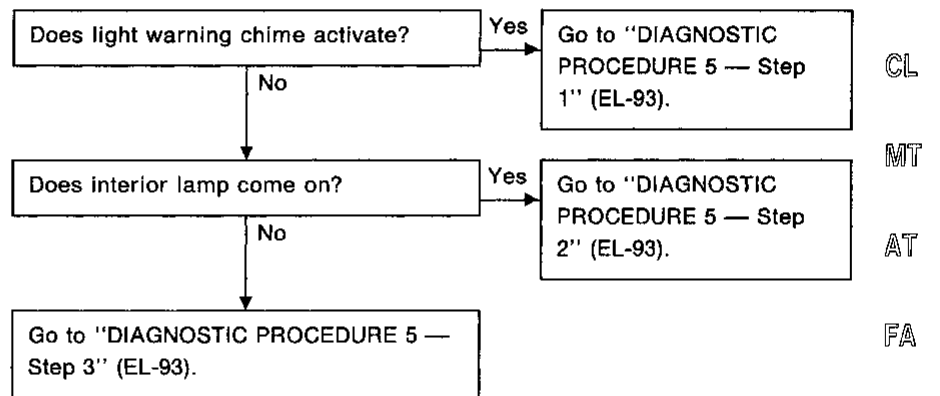 Does light warning chime activate?
Yes
Go to "DIAGNOSTIC
PROCEDURE 5 — Step
1" (EL-93).
No
Does interior lamp come on?
Yes
Go to "DIAGNOSTIC
PROCEDURE 5 — Step
2" (EL-93).
No
Go to "DIAGNOSTIC PROCEDURE 5 —
Step 3" (EL-93).
CL
MT
AT
FA